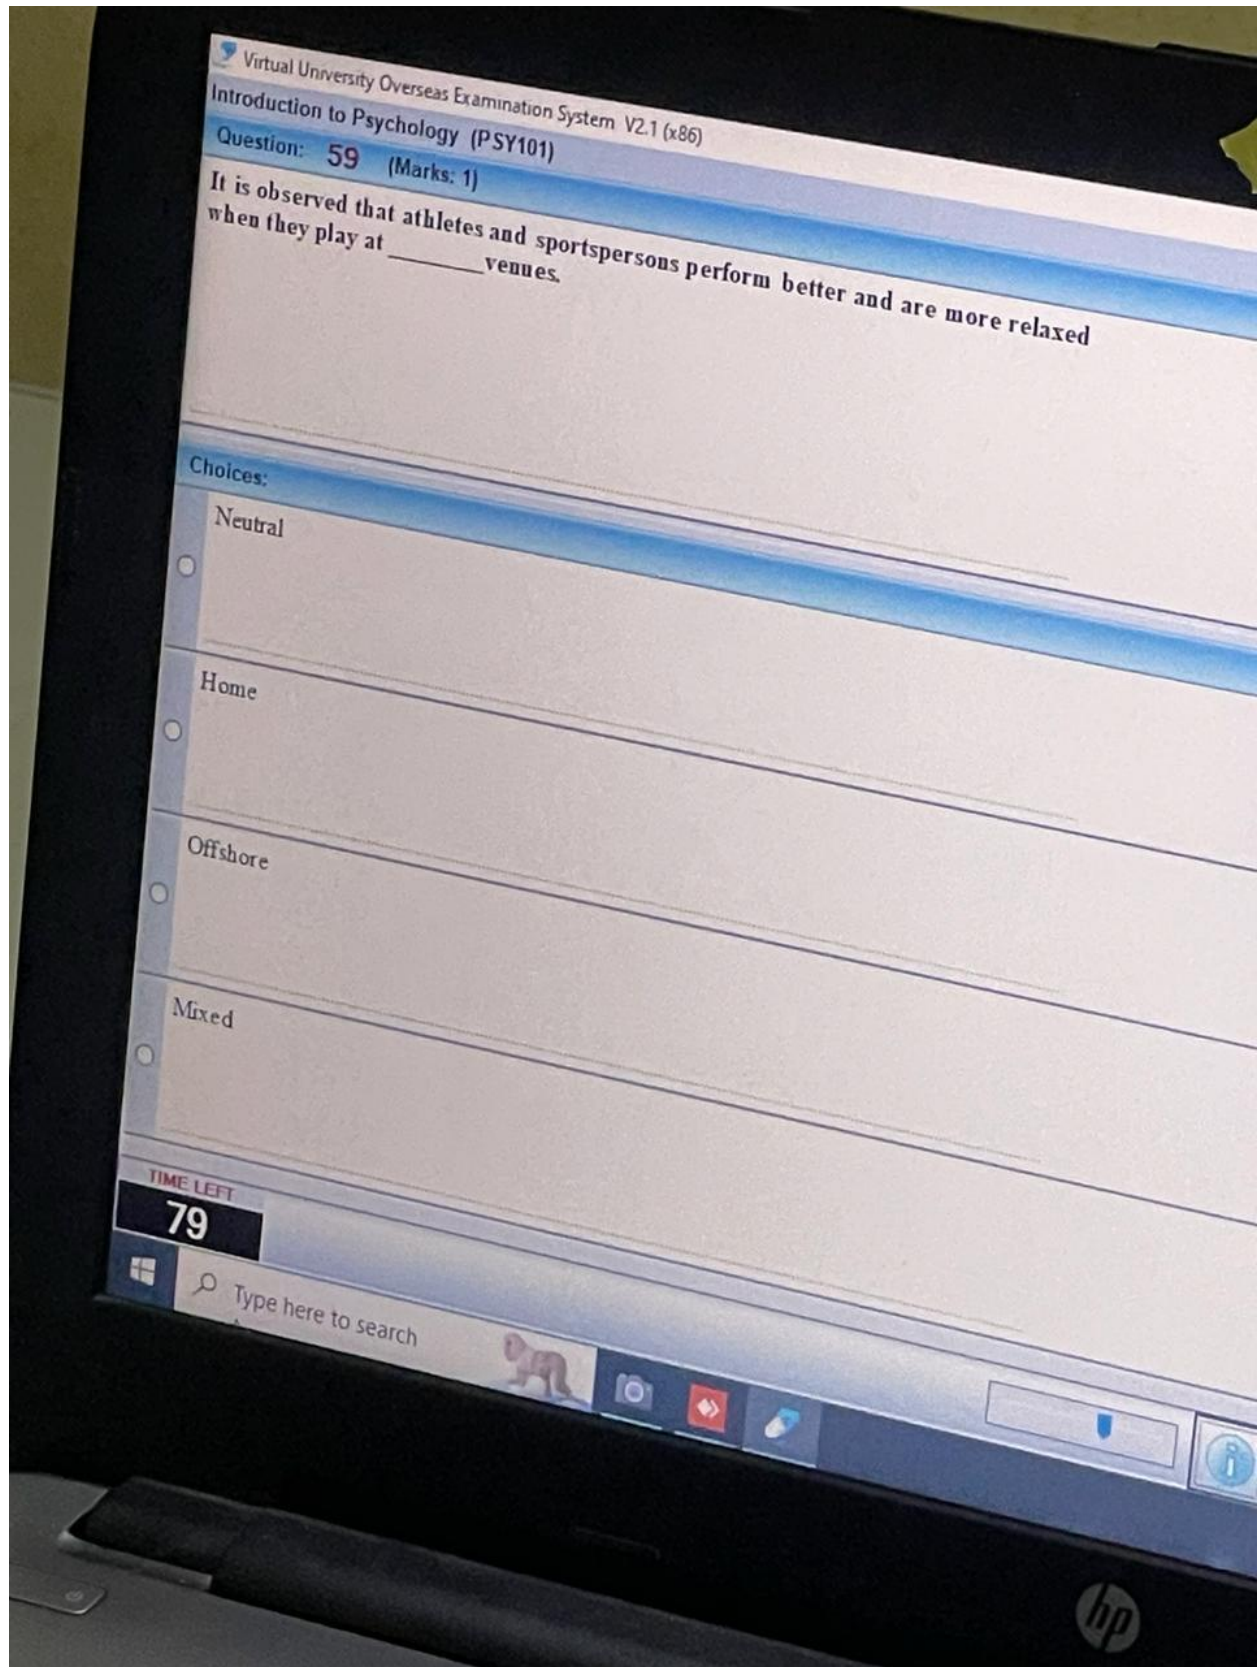 Virtual University Overseas Examination System V2.1 (x86)
Introduction to Psychology (PSY101)
Question: 59 (Marks: 1)
It is observed that athletes and sportspersons perform better and are more relaxed
when they play at _______ venues.
Choices:
Neutral
Home
Offshore
Mixed
TIME LEFT
79
Type here to search
i
hp